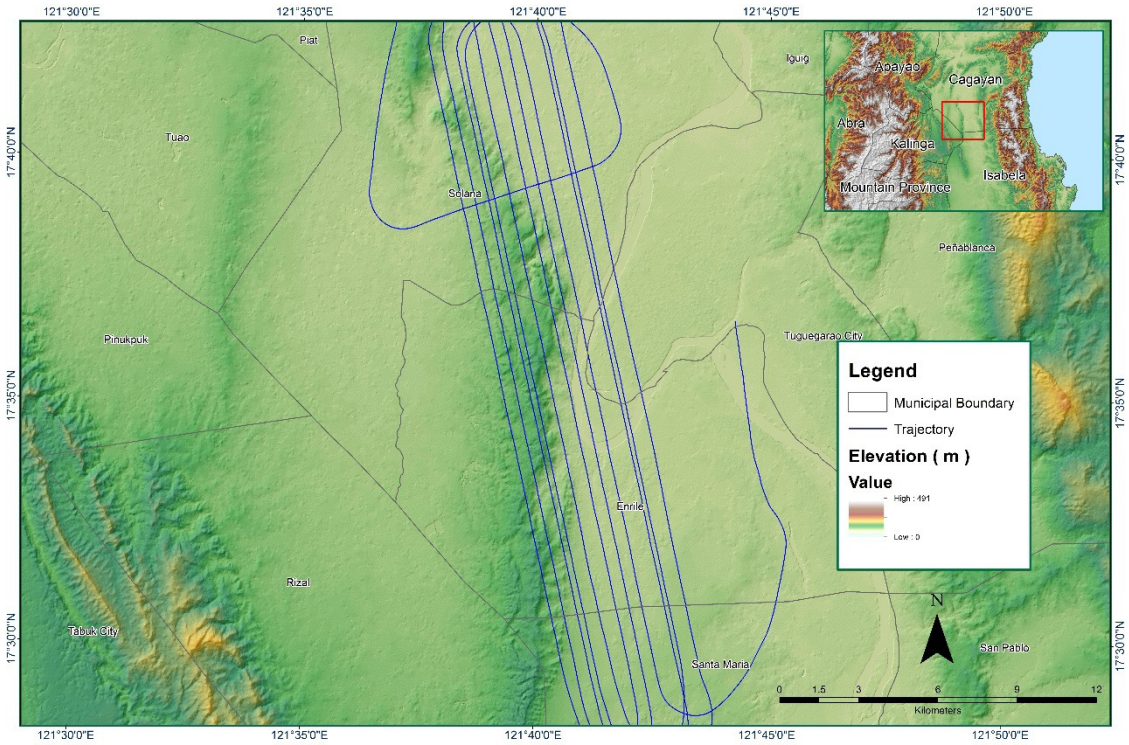 121°30'0"E
121°35'0"E
121°40'0"E
121°45'0"E
121°50'0"E
Piat
Iguig
Apayao
Cagayan
Abra
Kalinga
Isabela
Mountain Province
17°40'0"N
17°40'0"N
Tuao
Solana
Peñablanca
Pinukpuk
Tuguegarao City
17°35'0"N
17°35'0"N
Legend
Municipal Boundary
Trajectory
Elevation ( m )
Value
High : 491
Low : 0
Enrile
Rizal
Tabuk City
17°30'0"N
17°30'0"N
N
San Pablo
Santa Maria
0 1.5 3 6 9 12
Kilometers
121°30'0"E
121°35'0"E
121°40'0"E
121°45'0"E
121°50'0"E